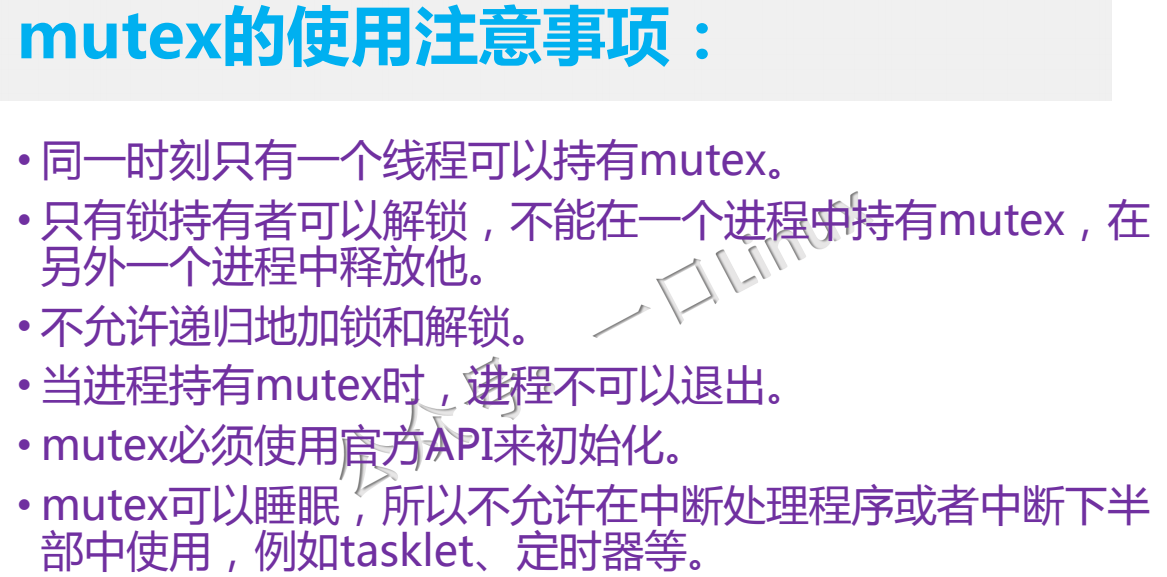 mutex的使用注意事项：
• 同一时刻只有一个线程可以持有mutex。
• 只有锁持有者可以解锁，不能在一个进程中持有mutex，在
另外一个进程中释放他。
• 不允许递归地加锁和解锁。
• 当进程持有mutex时，进程不可以退出。
• mutex必须使用官方API来初始化。
• mutex可以睡眠，所以不允许在中断处理程序或者中断下半
部中使用，例如tasklet、定时器等。
公众号：一口Linux